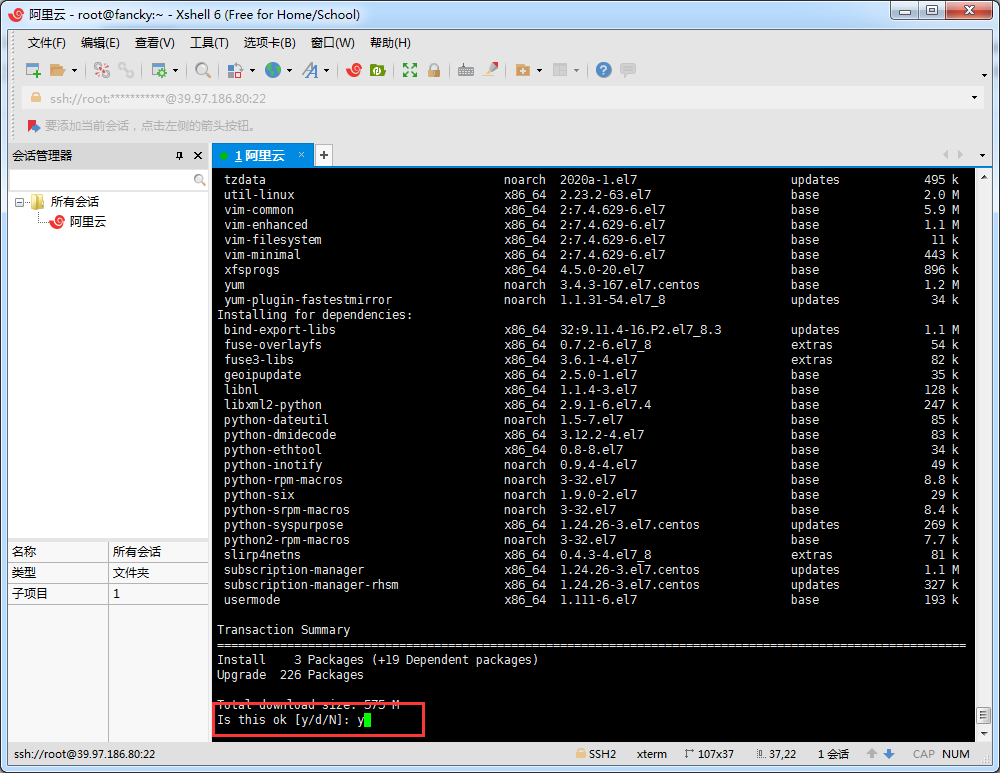 阿里云 - root@fancky:~ - Xshell 6 (Free for Home/School)
文件(F) 编辑(E) 查看(V) 工具(T) 选项卡(B) 窗口(W) 帮助(H)
ssh://root:***********@39.97.186.80:22
要添加当前会话，点击左侧的箭头按钮。
会话管理器
1 阿里云 × +
所有会话
阿里云
名称 所有会话
类型 文件夹
子项目 1
tzdata noarch 2020a-1.el7 updates 495 k
util-linux x86_64 2.23.2-63.el7 base 2.0 M
vim-common x86_64 2:7.4.629-6.el7 base 5.9 M
vim-enhanced x86_64 2:7.4.629-6.el7 base 1.1 M
vim-filesystem x86_64 2:7.4.629-6.el7 base 11 k
vim-minimal x86_64 2:7.4.629-6.el7 base 443 k
xfsprogs x86_64 4.5.0-20.el7 base 896 k
yum noarch 3.4.3-167.el7.centos base 1.2 M
yum-plugin-fastestmirror noarch 1.1.31-54.el7_8 updates 34 k
Installing for dependencies:
bind-export-libs x86_64 32:9.11.4-16.P2.el7_8.3 updates 1.1 M
fuse-overlayfs x86_64 0.7.2-6.el7_8 extras 54 k
fuse3-libs x86_64 3.6.1-4.el7 extras 82 k
geoipupdate x86_64 2.5.0-1.el7 base 35 k
libnl x86_64 1.1.4-3.el7 base 128 k
libxml2-python x86_64 2.9.1-6.el7.4 base 247 k
python-dateutil noarch 1.5-7.el7 base 85 k
python-dmidecode x86_64 3.12.2-4.el7 base 83 k
python-ethtool x86_64 0.8-8.el7 base 34 k
python-inotify noarch 0.9.4-4.el7 base 49 k
python-rpm-macros noarch 3-32.el7 base 8.8 k
python-six noarch 1.9.0-2.el7 base 29 k
python-srpm-macros noarch 3-32.el7 base 8.4 k
python-syspurpose x86_64 1.24.26-3.el7.centos updates 269 k
python2-rpm-macros noarch 3-32.el7 base 7.7 k
slirp4netns x86_64 0.4.3-4.el7_8 extras 81 k
subscription-manager x86_64 1.24.26-3.el7.centos updates 1.1 M
subscription-manager-rhsm x86_64 1.24.26-3.el7.centos updates 327 k
usermode x86_64 1.111-6.el7 base 193 k
Transaction Summary
===========================================================================================================
Install 3 Packages (+19 Dependent packages)
Upgrade 226 Packages
Total download size: 575 M
Is this ok [y/d/N]: y
ssh://root@39.97.186.80:22 SSH2 xterm 107x37 37,22 1 会话 CAP NUM